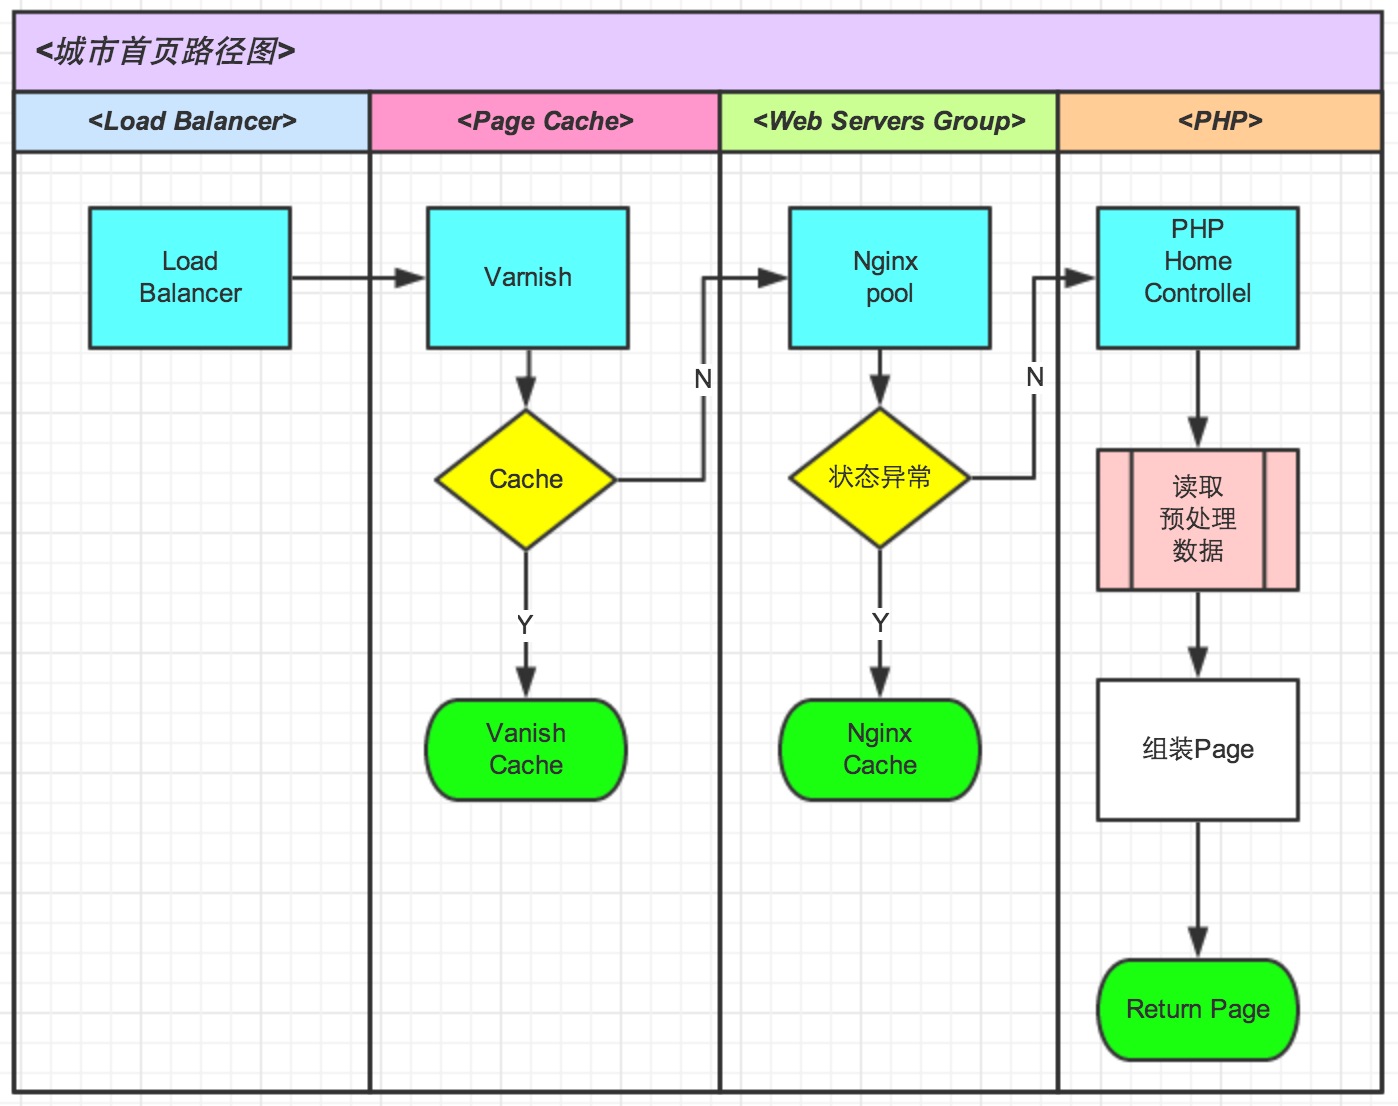 <城市首页路径图>
<Load Balancer>
<Page Cache>
<Web Servers Group>
<PHP>
Load
Balancer
Varnish
Nginx
pool
PHP
Home
Controllel
N
N
Cache
状态异常
读取
预处理
数据
Y
Y
Vanish
Cache
Nginx
Cache
组装Page
Return Page